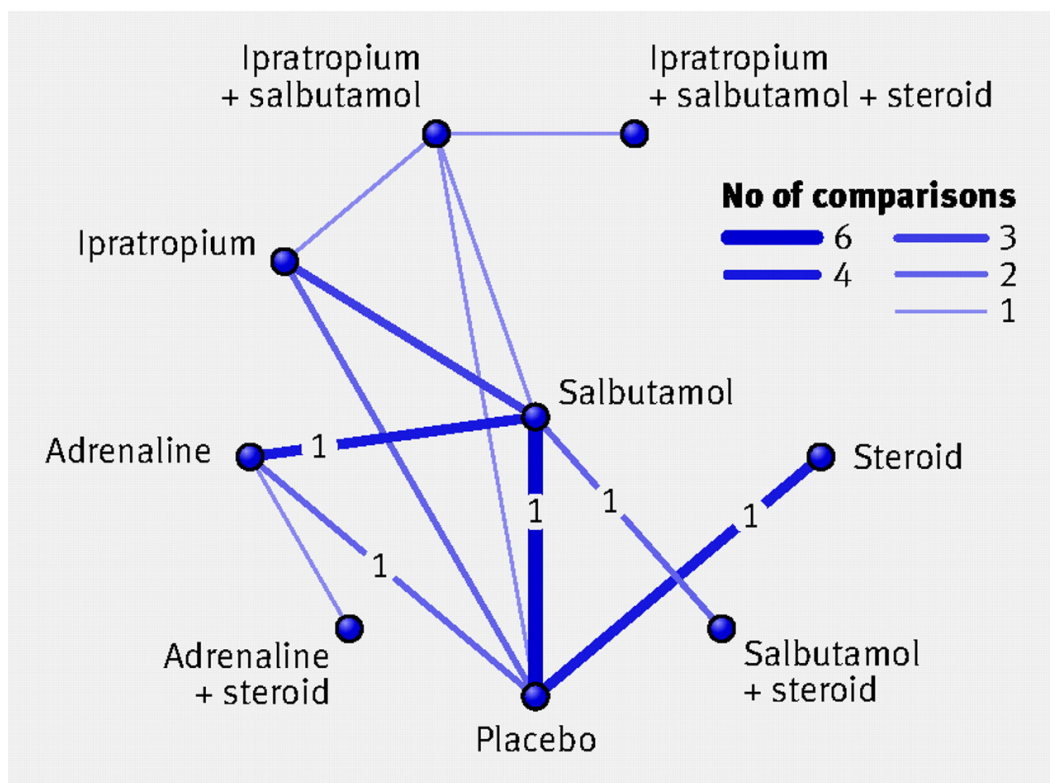 Ipratropium
+ salbutamol
Ipratropium
+ salbutamol + steroid
No of comparisons
6
3
4
2
1
Ipratropium
Salbutamol
Adrenaline
1
Steroid
1
1
1
1
Adrenaline
+ steroid
Salbutamol
+ steroid
Placebo